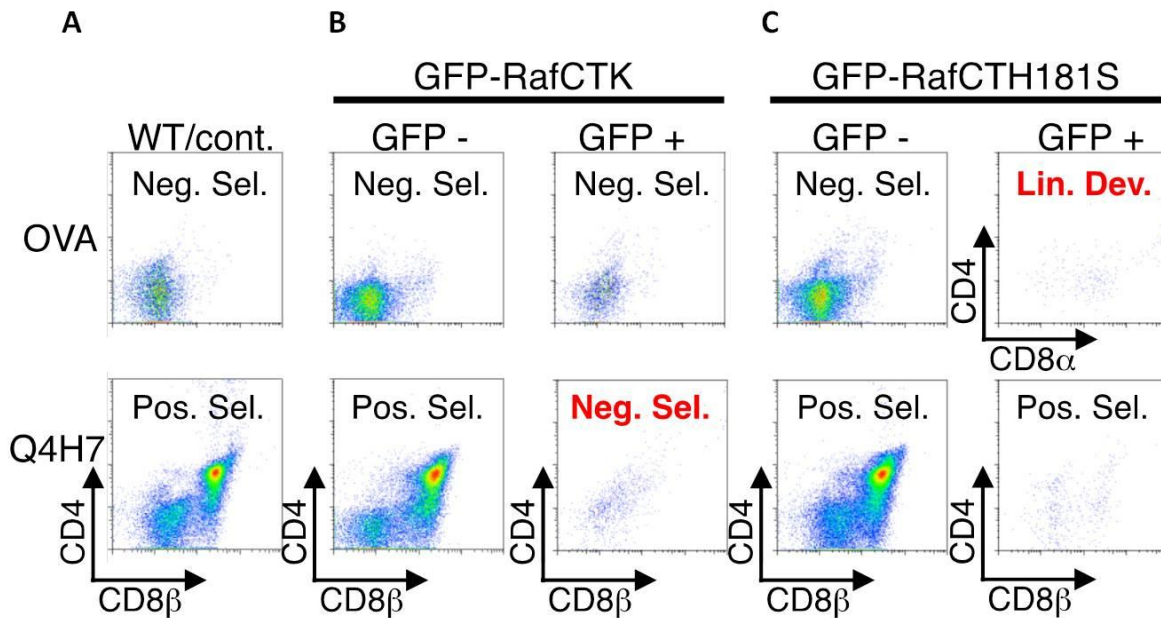 A B C
GFP-RafCTK GFP-RafCTH181S
WT/cont. GFP - GFP + GFP - GFP +
OVA Neg. Sel. Neg. Sel. Neg. Sel. Neg. Sel. Lin. Dev.
CD4
CD8α
Q4H7 Pos. Sel. Pos. Sel. Neg. Sel. Pos. Sel. Pos. Sel.
CD4 CD4 CD4 CD4 CD4
CD8β CD8β CD8β CD8β CD8β